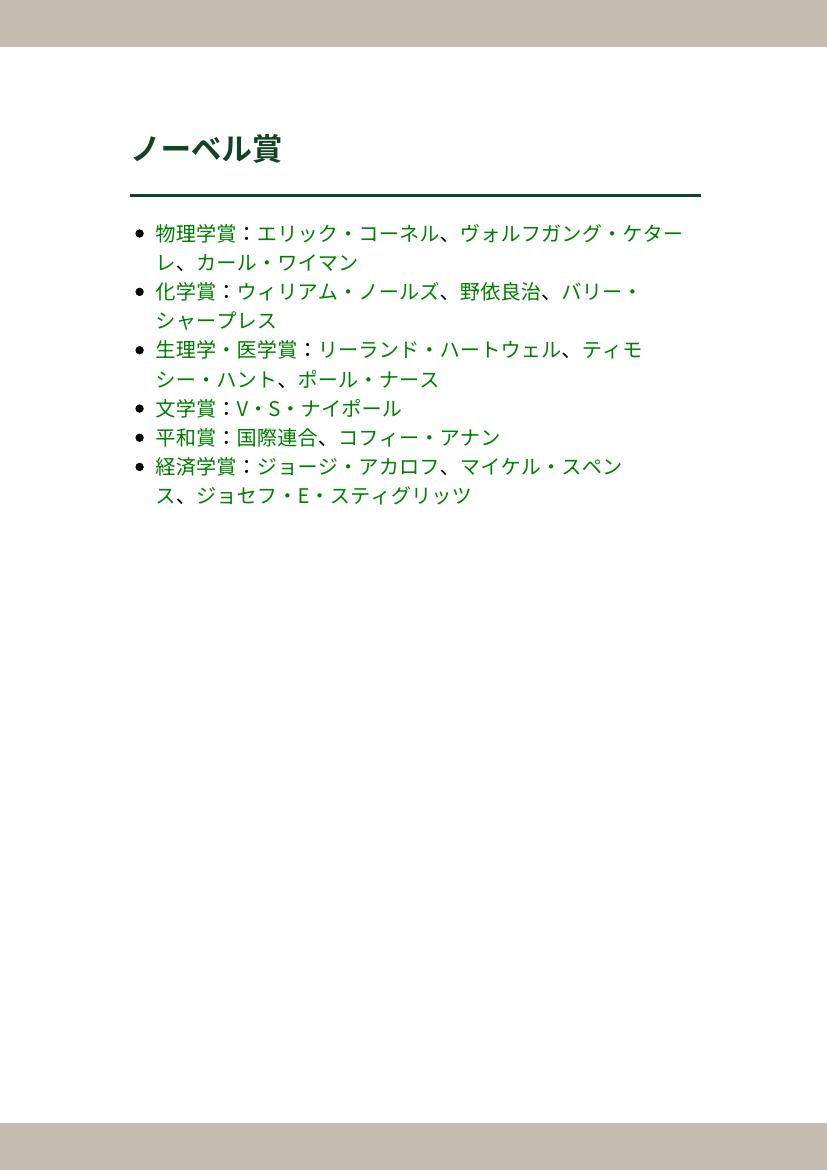 ノーベル賞
物理学賞：エリック・コーネル、ヴォルフガング・ケター
レ、カール・ワイマン
化学賞：ウィリアム・ノールズ、野依良治、バリー・
シャープレス
生理学・医学賞：リーランド・ハートウェル、ティモ
シー・ハント、ポール・ナース
文学賞：V・S・ナイポール
平和賞：国際連合、コフィー・アナン
経済学賞：ジョージ・アカロフ、マイケル・スペン
ス、ジョセフ・E・スティグリッツ